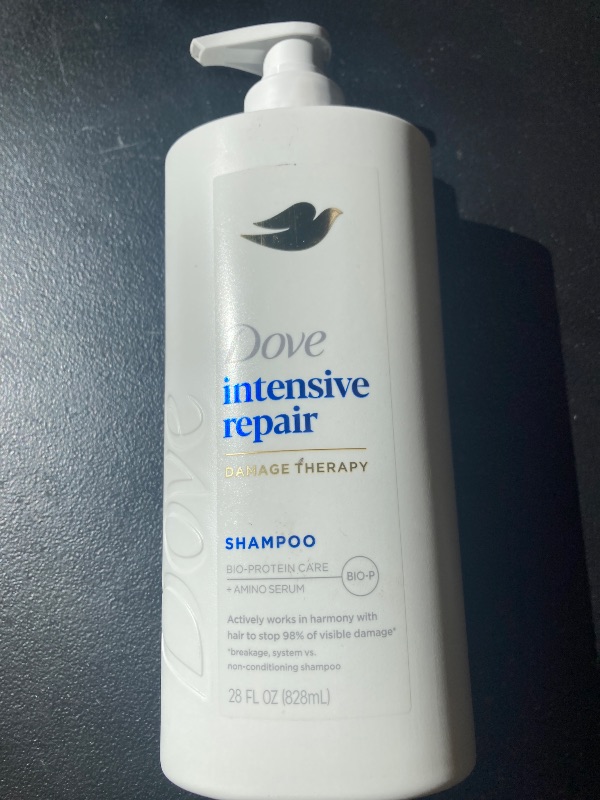 Dove
intensive
repair
DAMAGE THERAPY
SHAMPOO
BIO-PROTEIN CARE
+ AMINO SERUM
BIO-P
Actively works in harmony with
hair to stop 98% of visible damage*
*breakage, system vs.
non-conditioning shampoo
28 FL OZ (828mL)
Dove